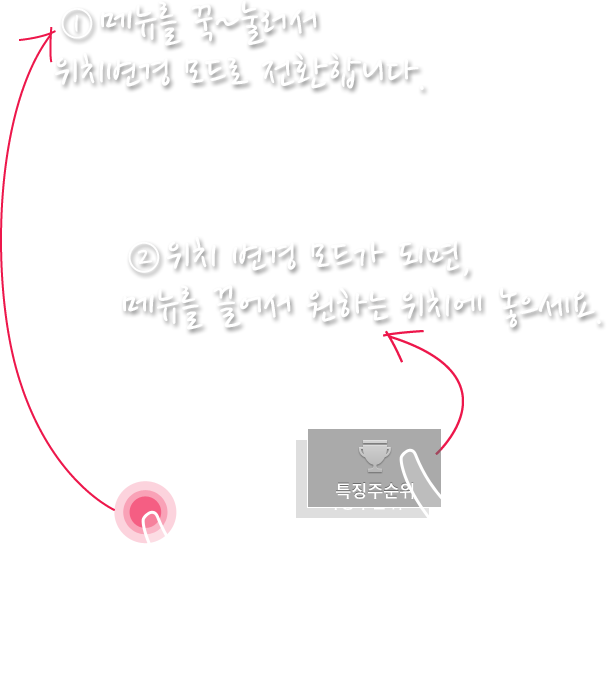 ① 메뉴를 꾹~눌러서
위치변경 모드로 전환합니다.
② 위치 변경 모드가 되면,
메뉴를 끌어서 원하는 위치에 놓으세요.
특징주순위